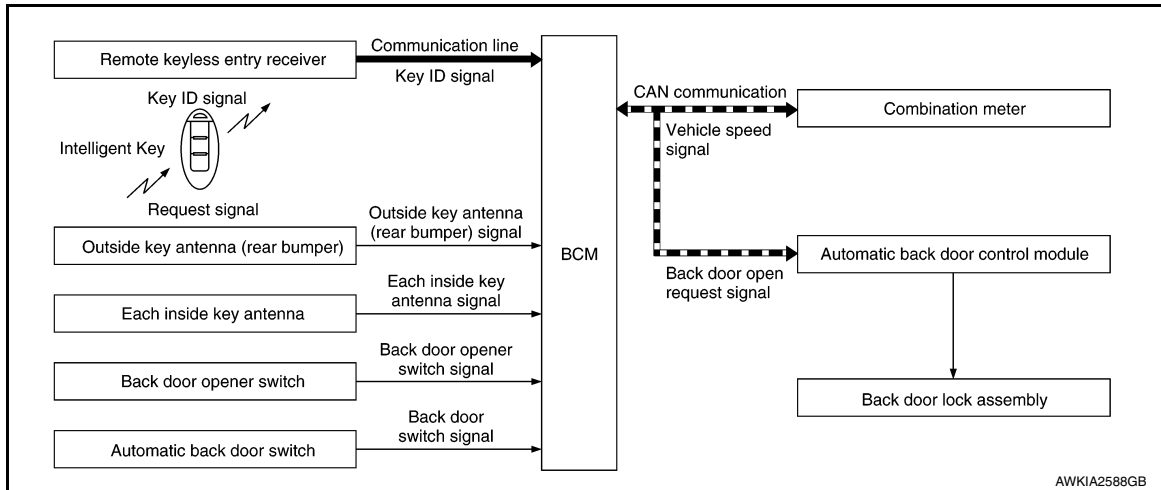 Remote keyless entry receiver
Communication line
Key ID signal
Key ID signal
Intelligent Key
Request signal
Outside key antenna (rear bumper)
Outside key antenna
(rear bumper) signal
Each inside key antenna
Each inside key
antenna signal
Back door opener switch
Back door opener
switch signal
Automatic back door switch
Back door
switch signal
BCM
CAN communication
Vehicle speed
signal
Combination meter
Back door open
request signal
Automatic back door control module
Back door lock assembly
AWKIA2588GB